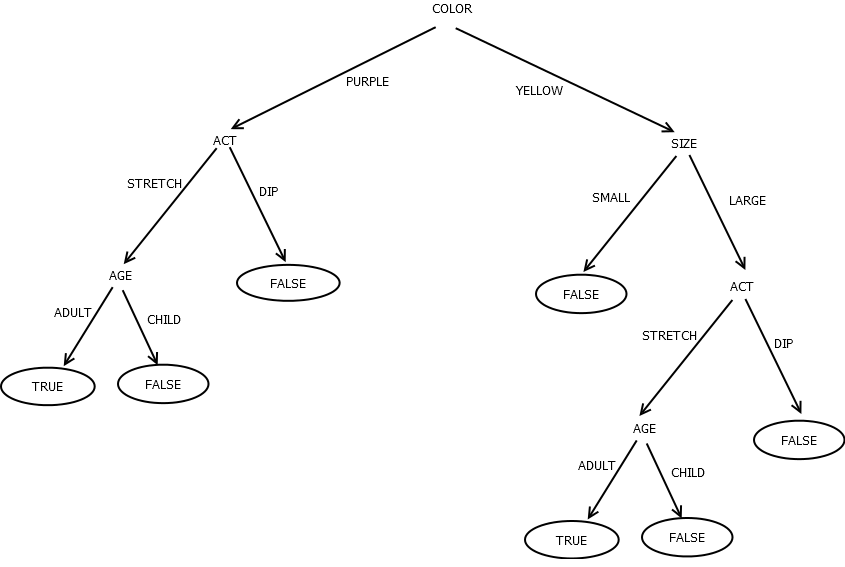 COLOR
PURPLE
YELLOW
ACT
SIZE
STRETCH
DIP
SMALL
LARGE
AGE
FALSE
FALSE
ACT
ADULT
CHILD
STRETCH
DIP
TRUE
FALSE
AGE
FALSE
ADULT
CHILD
TRUE
FALSE